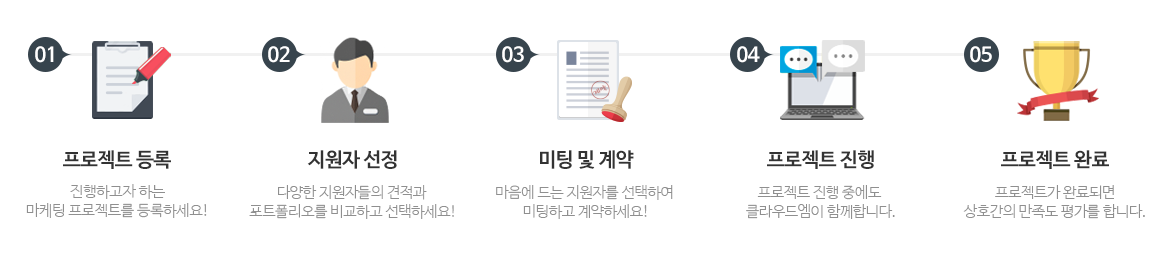 01
02
03
04
05
프로젝트 등록
지원자 선정
미팅 및 계약
프로젝트 진행
프로젝트 완료
진행하고자 하는
마케팅 프로젝트를 등록하세요!
다양한 지원자들의 견적과
포트폴리오를 비교하고 선택하세요!
마음에 드는 지원자를 선택하여
미팅하고 계약하세요!
프로젝트 진행 중에도
클라우드엠이 함께합니다.
프로젝트가 완료되면
상호간의 만족도 평가를 합니다.